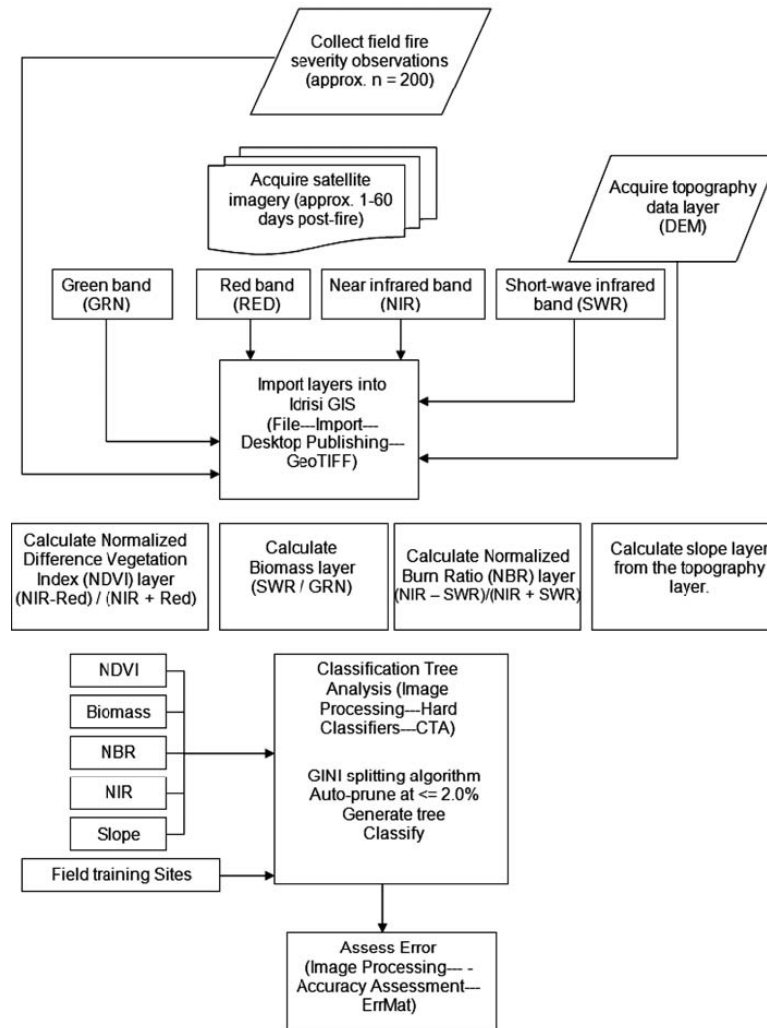 Collect field fire
severity observations
(approx. n = 200)
Acquire satellite
imagery (approx. 1-60
days post-fire)
Acquire topography
data layer
(DEM)
Green band
(GRN)
Red band
(RED)
Near infrared band
(NIR)
Short-wave infrared
band (SWR)
Import layers into
Idrisi GIS
(File---Import---
Desktop Publishing---
GeoTIFF)
Calculate Normalized
Difference Vegetation
Index (NDVI) layer
(NIR-Red) / (NIR + Red)
Calculate
Biomass layer
(SWR / GRN)
Calculate Normalized
Burn Ratio (NBR) layer
(NIR – SWR)/(NIR + SWR)
Calculate slope layer
from the topography
layer.
NDVI
Biomass
NBR
NIR
Slope
Field training Sites
Classification Tree
Analysis (Image
Processing---Hard
Classifiers---CTA)
GINI splitting algorithm
Auto-prune at <= 2.0%
Generate tree
Classify
Assess Error
(Image Processing--- -
Accuracy Assessment---
ErrMat)